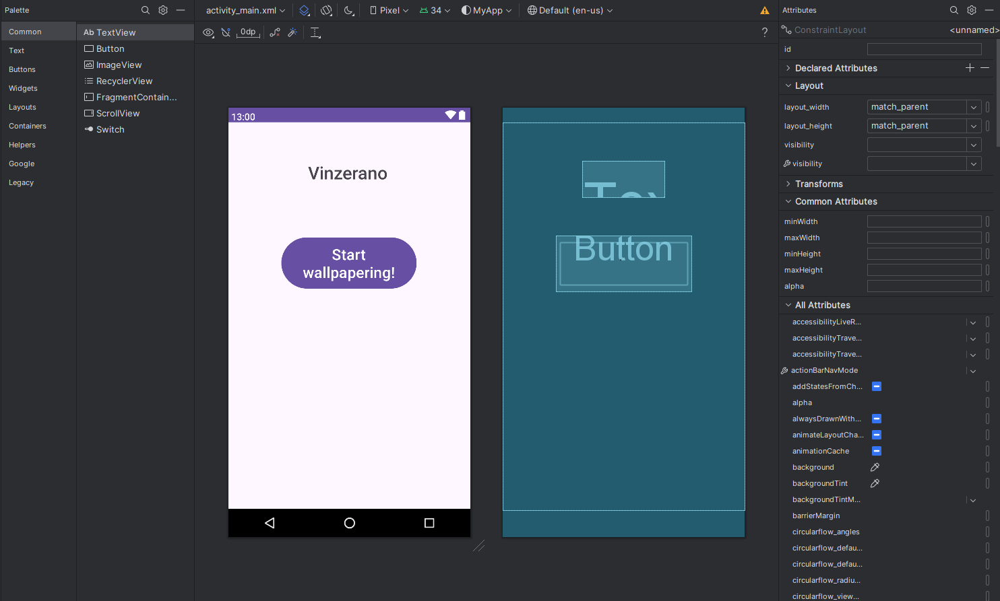 Palette
activity_main.xml
Pixel
34
MyApp
Default (en-us)
Attributes
Common
Text
Buttons
Widgets
Layouts
Containers
Helpers
Google
Legacy
Ab TextView
Button
ImageView
RecyclerView
FragmentContain...
ScrollView
Switch
0dp
?
13:00
Vinzerano
Start
wallpapering!
Button
ConstraintLayout
<unnamed>
id
Declared Attributes
Layout
layout_width match_parent
layout_height match_parent
visibility
visibility
Transforms
Common Attributes
minWidth
maxWidth
minHeight
maxHeight
alpha
All Attributes
accessibilityLiveR...
accessibilityTrave...
accessibilityTrave...
actionBarNavMode
addStatesFromCh...
alpha
alwaysDrawnWith...
animateLayoutCha...
animationCache
background
backgroundTint
backgroundTintM...
barrierMargin
circularflow_angles
circularflow_defau...
circularflow_defau...
circularflow_radiu...
circularflow_view...